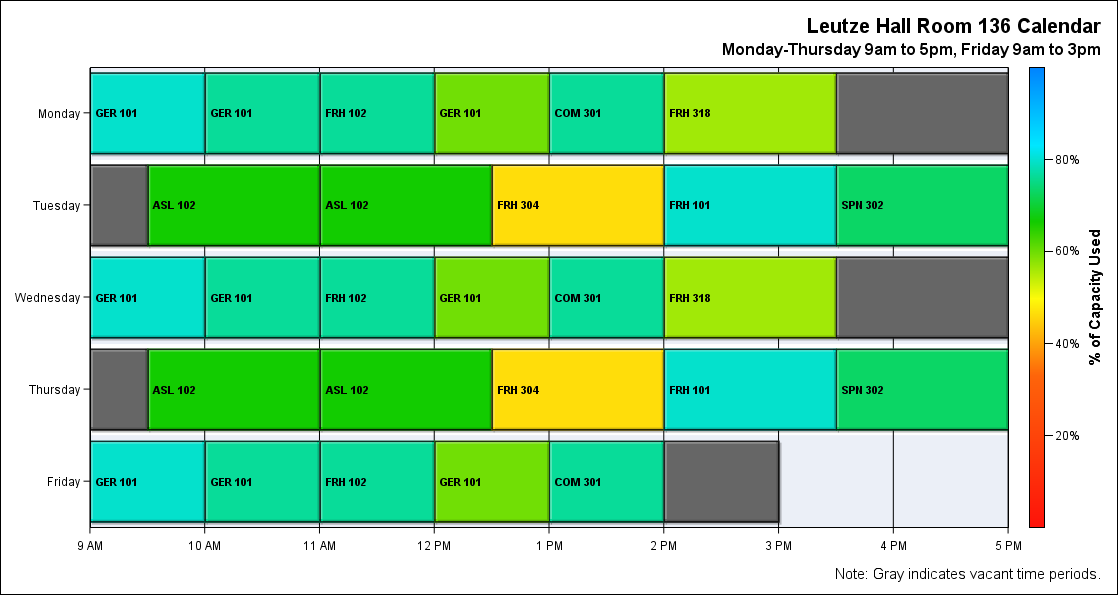 Leutze Hall Room 136 Calendar
Monday-Thursday 9am to 5pm, Friday 9am to 3pm
Monday GER 101 GER 101 FRH 102 GER 101 COM 301 FRH 318
Tuesday ASL 102 ASL 102 FRH 304 FRH 101 SPN 302
Wednesday GER 101 GER 101 FRH 102 GER 101 COM 301 FRH 318
Thursday ASL 102 ASL 102 FRH 304 FRH 101 SPN 302
Friday GER 101 GER 101 FRH 102 GER 101 COM 301
9 AM 10 AM 11 AM 12 PM 1 PM 2 PM 3 PM 4 PM 5 PM
80%
60%
40%
20%
% of Capacity Used
Note: Gray indicates vacant time periods.